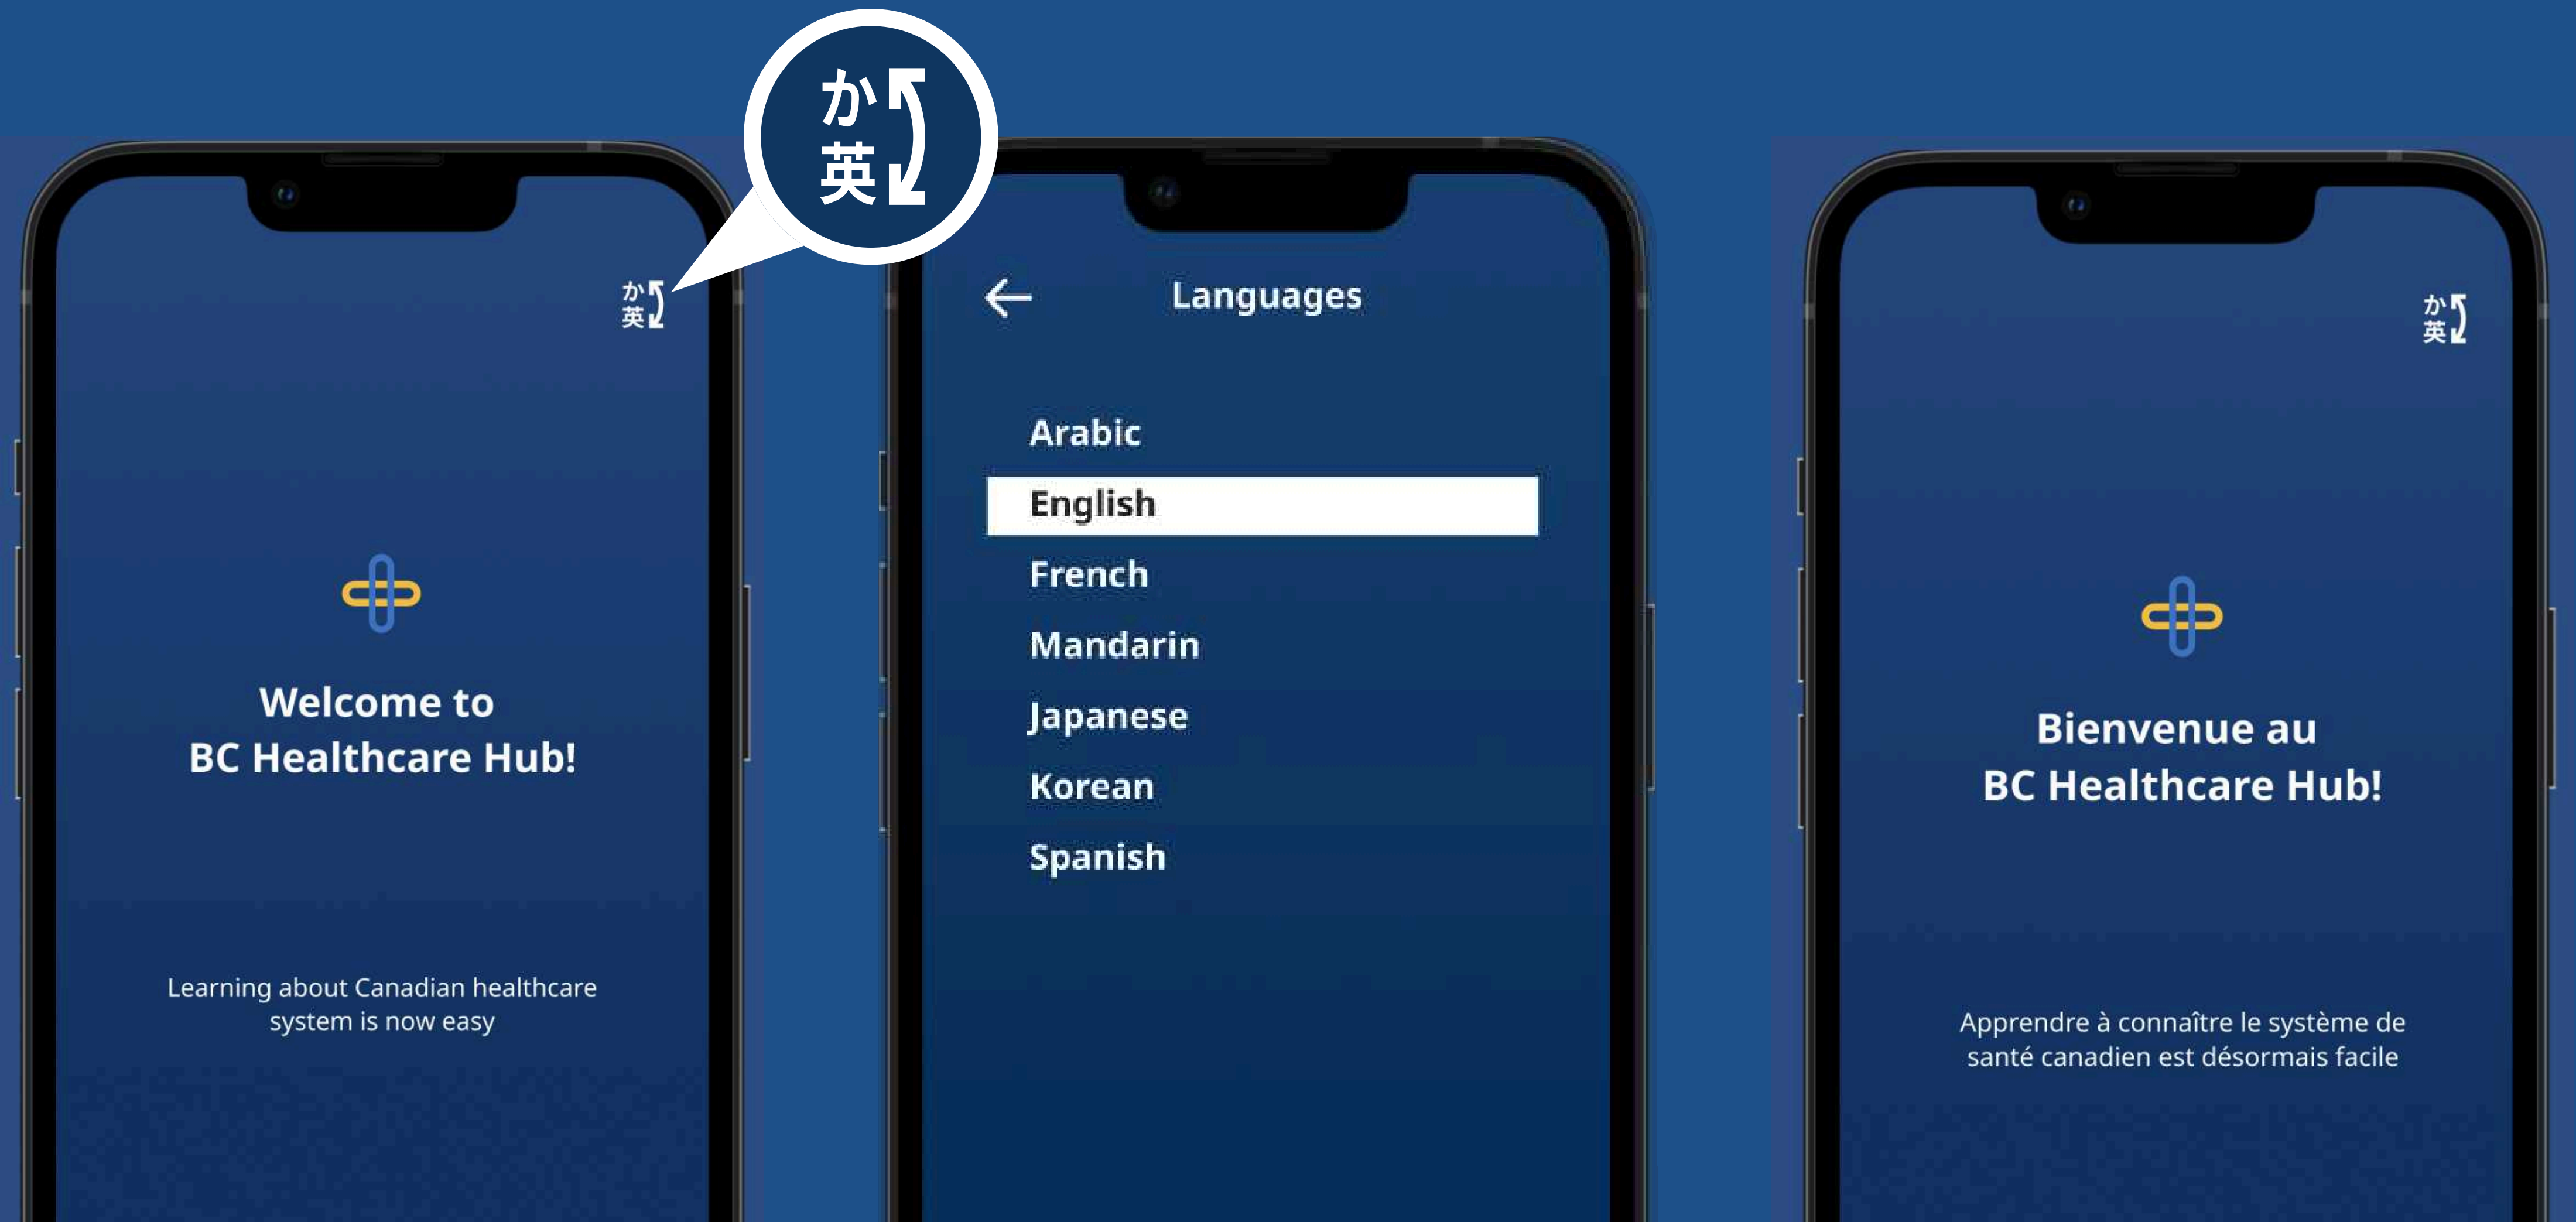 か
英
か
英
Welcome to
BC Healthcare Hub!
Learning about Canadian healthcare
system is now easy
Languages
Arabic
English
French
Mandarin
Japanese
Korean
Spanish
か
英
Bienvenue au
BC Healthcare Hub!
Apprendre à connaître le système de
santé canadien est désormais facile